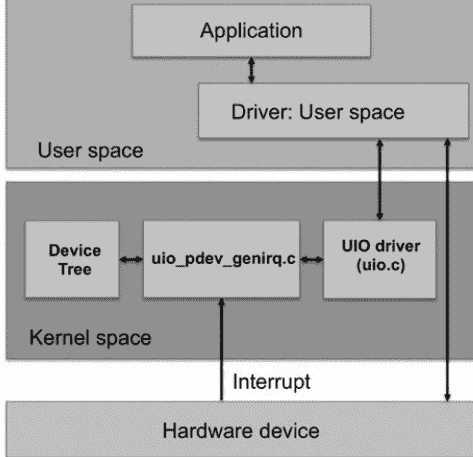 Application
Driver: User space
User space
Device
Tree
uio_pdev_genirq.c
UIO driver
(uio.c)
Kernel space
Interrupt
Hardware device